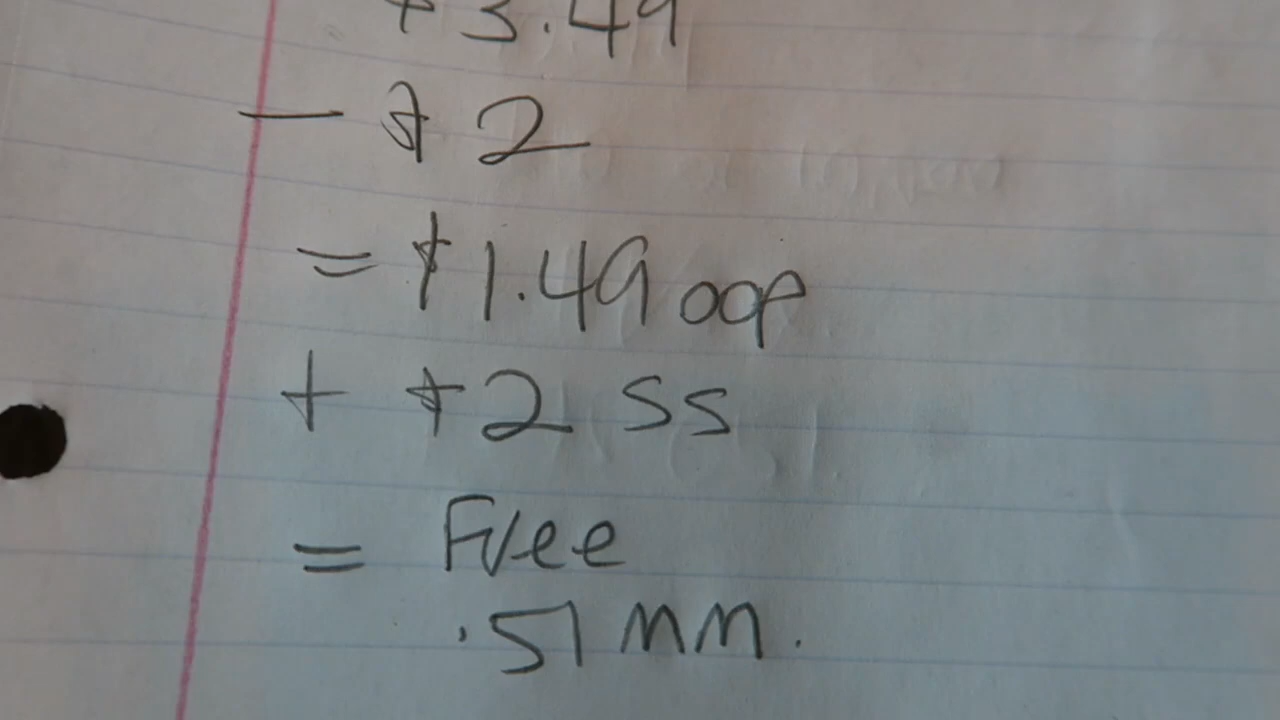 $3.49
- $2
= $1.49 oop
+ $2 SS
= Free
.51 MM.